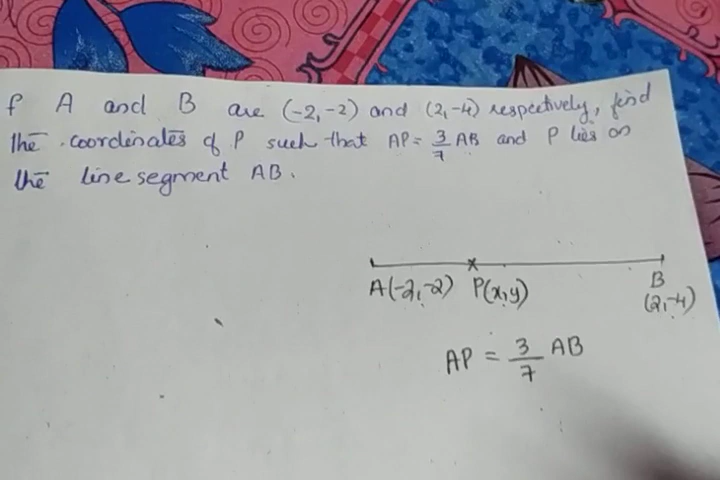 f A and B are (-2,-2) and (2,-4) respectively, find
the coordinates of P such that AP = 3/7 AB and P lies on
the line segment AB.
A(-2,-2) P(x,y) B
(2,-4)
AP = 3/7 AB